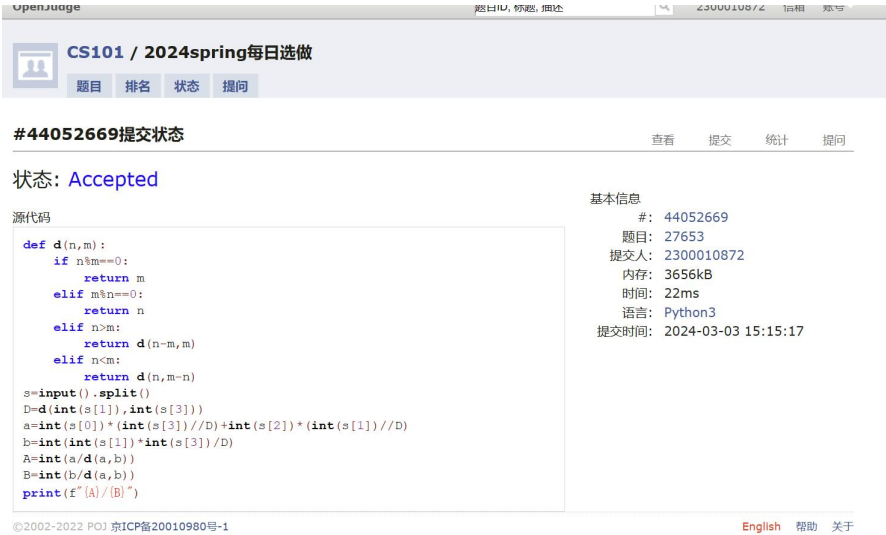 OpenJudge 题目ID, 标题, 描述 2300010872 信箱 账号
CS101 / 2024spring每日选做
题目 排名 状态 提问
#44052669提交状态 查看 提交 统计 提问
状态: Accepted
源代码
def d(n,m):
    if n%m==0:
        return m
    elif m%n==0:
        return n
    elif n>m:
        return d(n-m,m)
    elif n<m:
        return d(n,m-n)
s=input().split()
D=d(int(s[1]),int(s[3]))
a=int(s[0])*(int(s[3])//D)+int(s[2])*(int(s[1])//D)
b=int(int(s[1])*int(s[3])/D)
A=int(a/d(a,b))
B=int(b/d(a,b))
print(f"{A}/{B}")
基本信息
#: 44052669
题目: 27653
提交人: 2300010872
内存: 3656kB
时间: 22ms
语言: Python3
提交时间: 2024-03-03 15:15:17
©2002-2022 POJ 京ICP备20010980号-1 English 帮助 关于